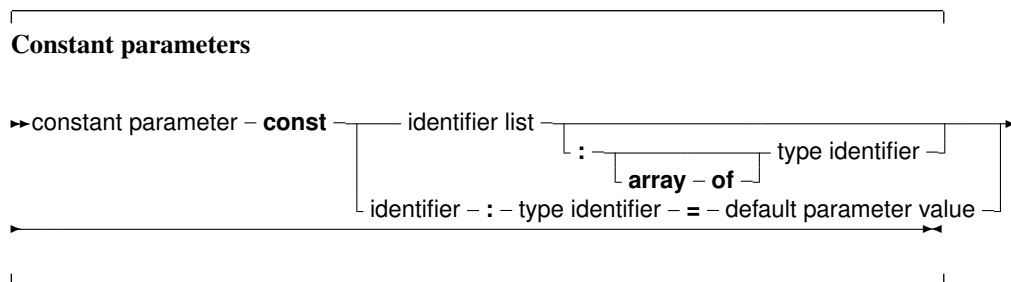 Constant parameters
constant parameter – const – identifier list
: – type identifier –
array – of –
identifier – : – type identifier – = – default parameter value –